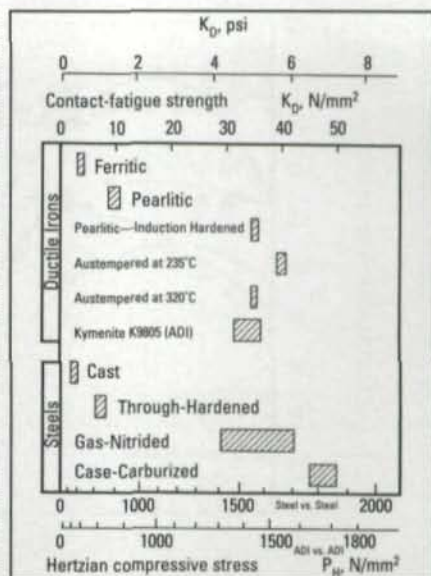 K_D, psi
0 2 4 6 8
Contact-fatigue strength K_D, N/mm²
0 10 20 30 40 50
Ductile Irons
Ferritic
Pearlitic
Pearlitic—Induction Hardened
Austempered at 235°C
Austempered at 320°C
Kymenite K9805 (ADI)
Steels
Cast
Through-Hardened
Gas-Nitrided
Case-Carburized
Steel vs. Steel
0 1000 1500 2000
0 1000 1500 1800
ADI vs. ADI
Hertzian compressive stress P_H, N/mm²